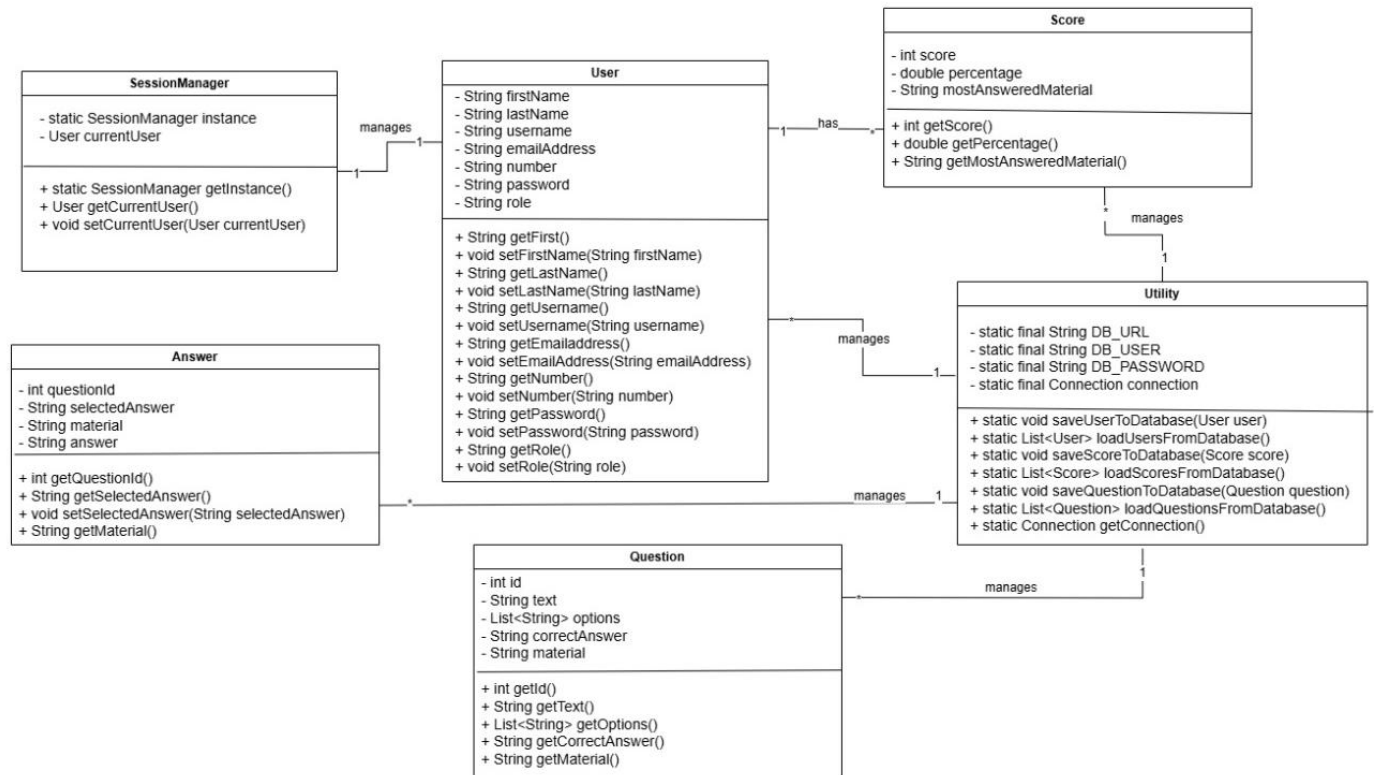 SessionManager
- static SessionManager instance
- User currentUser
+ static SessionManager getInstance()
+ User getCurrentUser()
+ void setCurrentUser(User currentUser)
manages
1
1
User
- String firstName
- String lastName
- String username
- String emailAddress
- String number
- String password
- String role
+ String getFirst()
+ void setFirstName(String firstName)
+ String getLastName()
+ void setLastName(String lastName)
+ String getUsername()
+ void setUsername(String username)
+ String getEmailaddress()
+ void setEmailAddress(String emailAddress)
+ String getNumber()
+ void setNumber(String number)
+ String getPassword()
+ void setPassword(String password)
+ String getRole()
+ void setRole(String role)
1
has
*
Score
- int score
- double percentage
- String mostAnsweredMaterial
+ int getScore()
+ double getPercentage()
+ String getMostAnsweredMaterial()
*
manages
1
*
manages
1
Utility
- static final String DB_URL
- static final String DB_USER
- static final String DB_PASSWORD
- static final Connection connection
+ static void saveUserToDatabase(User user)
+ static List<User> loadUsersFromDatabase()
+ static void saveScoreToDatabase(Score score)
+ static List<Score> loadScoresFromDatabase()
+ static void saveQuestionToDatabase(Question question)
+ static List<Question> loadQuestionsFromDatabase()
+ static Connection getConnection()
Answer
- int questionId
- String selectedAnswer
- String material
- String answer
+ int getQuestionId()
+ String getSelectedAnswer()
+ void setSelectedAnswer(String selectedAnswer)
+ String getMaterial()
*
manages
1
Question
- int id
- String text
- List<String> options
- String correctAnswer
- String material
+ int getId()
+ String getText()
+ List<String> getOptions()
+ String getCorrectAnswer()
+ String getMaterial()
*
manages
1